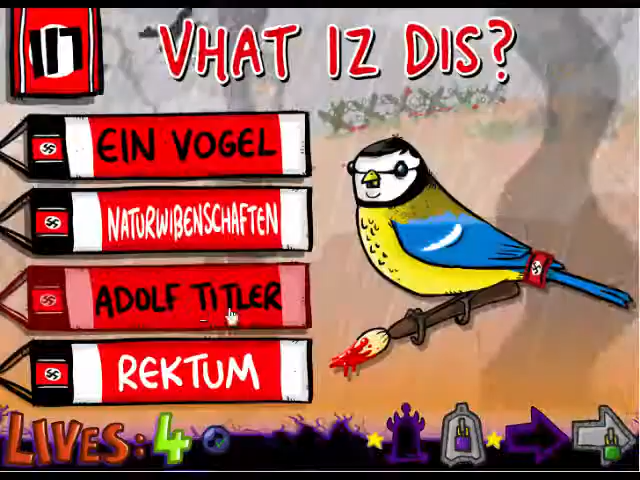 VHAT IZ DIS?
EIN VOGEL
NATURWIßENSCHAFTEN
ADOLF TITLER
REKTUM
LIVES: 4